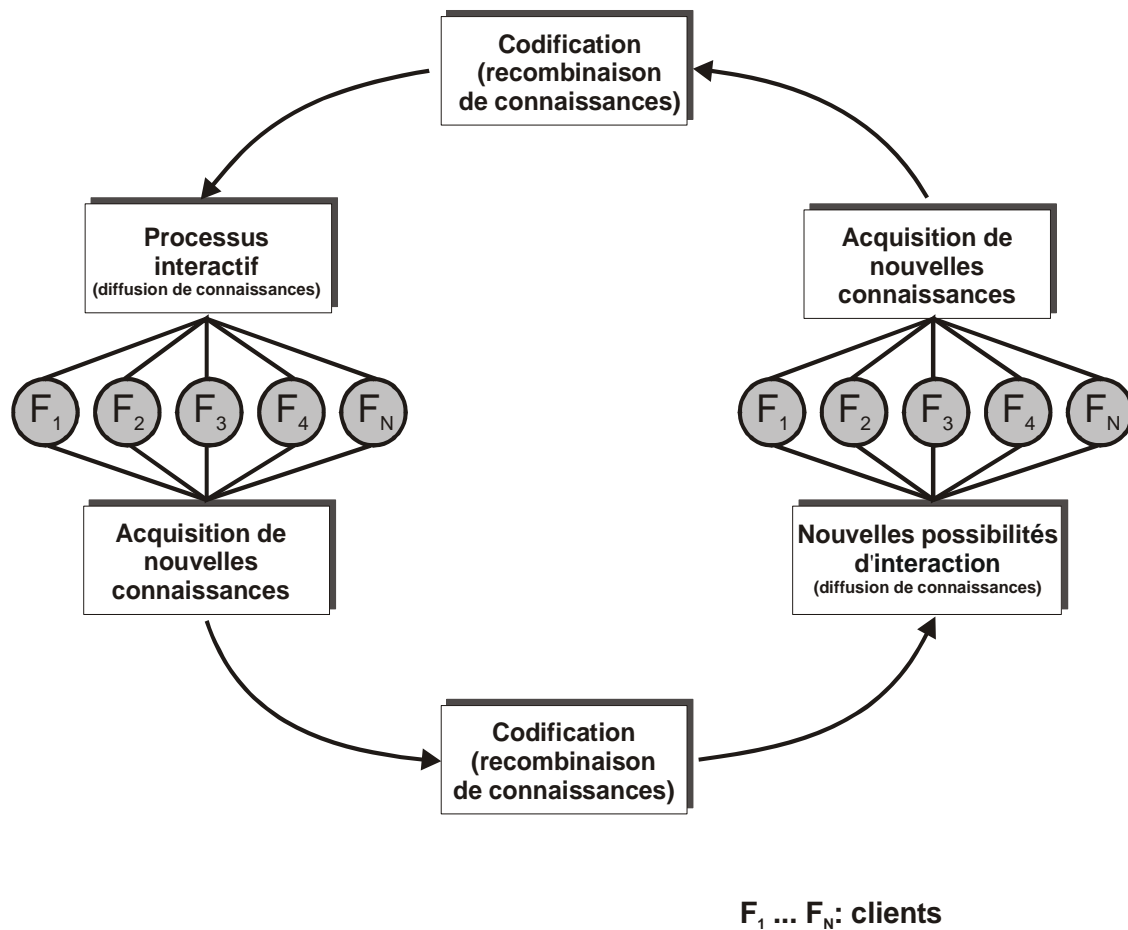 Codification
(recombinaison
de connaissances)
Processus
interactif
(diffusion de connaissances)
Acquisition de
nouvelles
connaissances
F1 F2 F3 F4 FN
F1 F2 F3 F4 FN
Acquisition de
nouvelles
connaissances
Nouvelles possibilités
d'interaction
(diffusion de connaissances)
Codification
(recombinaison
de connaissances)
F1 ... FN: clients